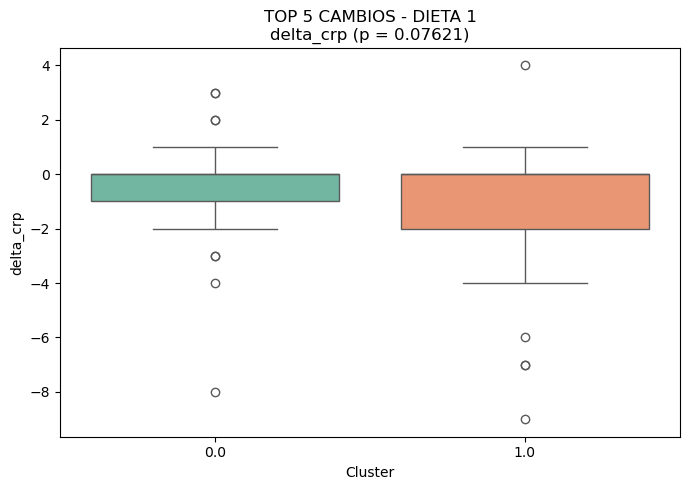 TOP 5 CAMBIOS - DIETA 1
delta_crp (p = 0.07621)
delta_crp
4
2
0
−2
−4
−6
−8
0.0
1.0
Cluster